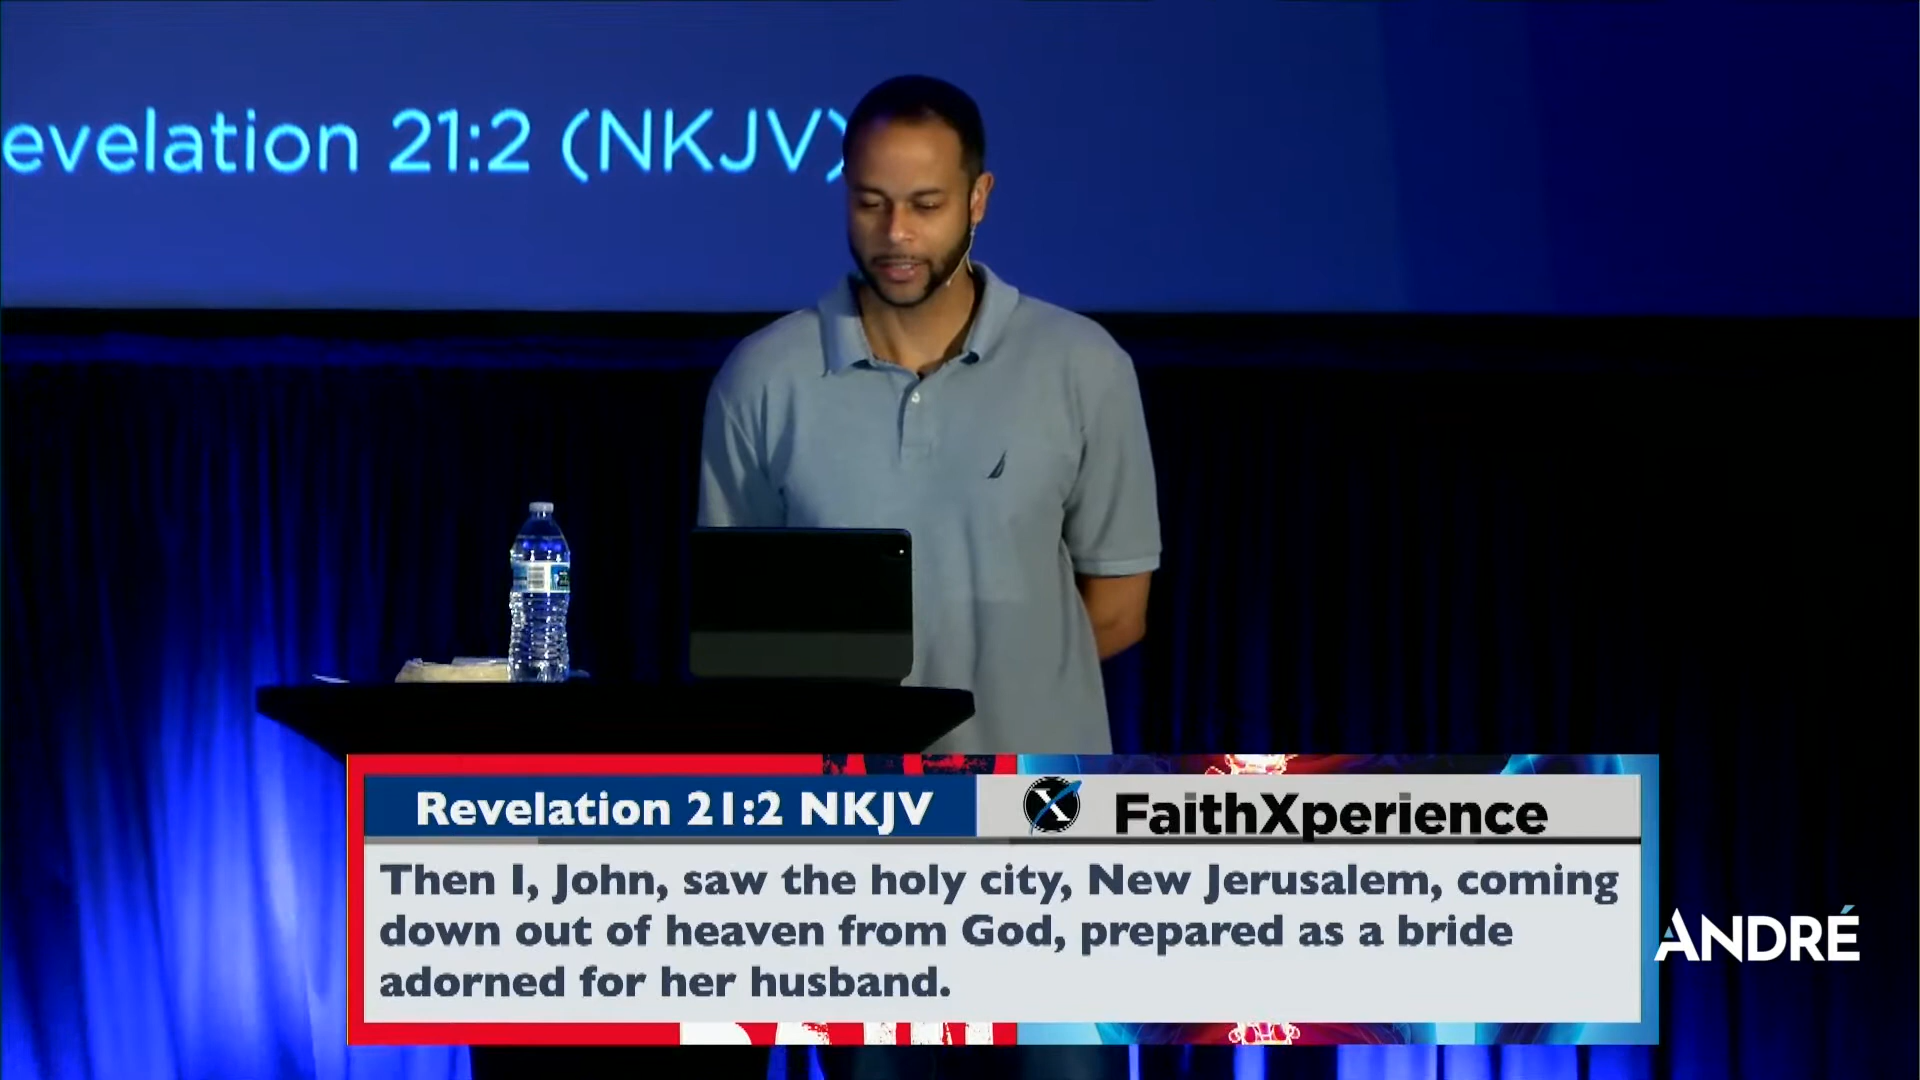 evelation 21:2 (NKJV)
Revelation 21:2 NKJV
X FaithXperience
Then I, John, saw the holy city, New Jerusalem, coming
down out of heaven from God, prepared as a bride
adorned for her husband.
ANDRÉ